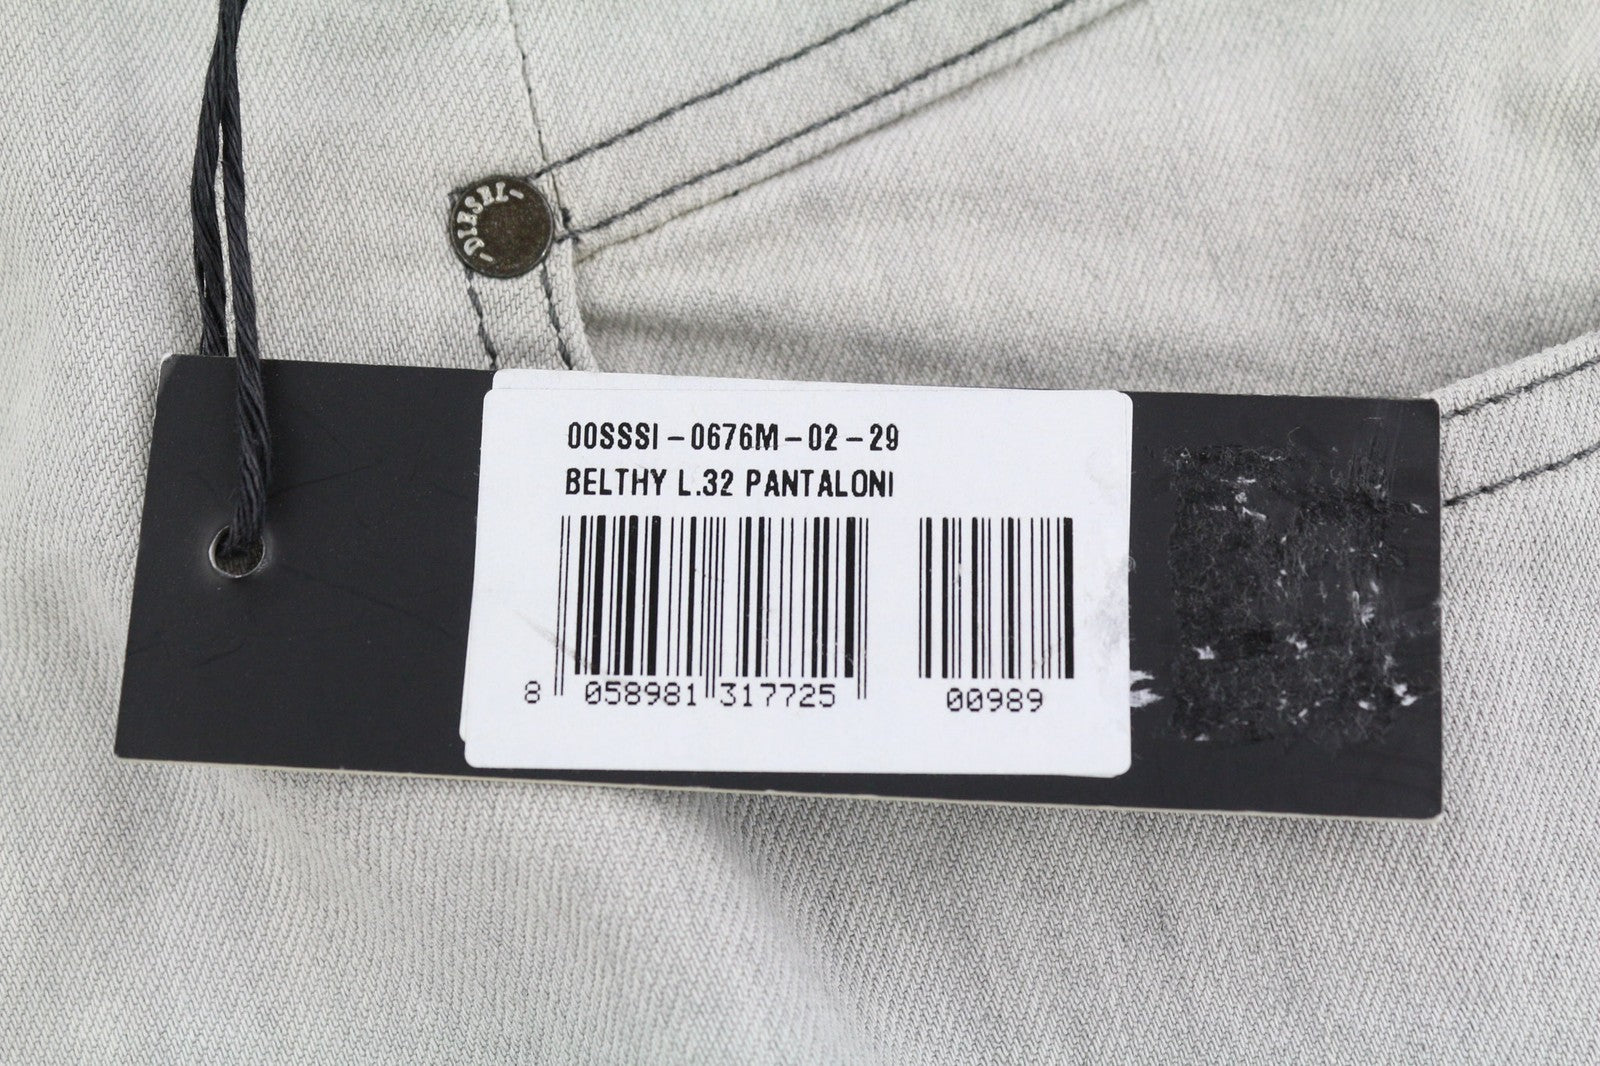 -DIESEL-
00SSSI-0676M-02-29
BELTHY L.32 PANTALONI
8 058981 317725
00989